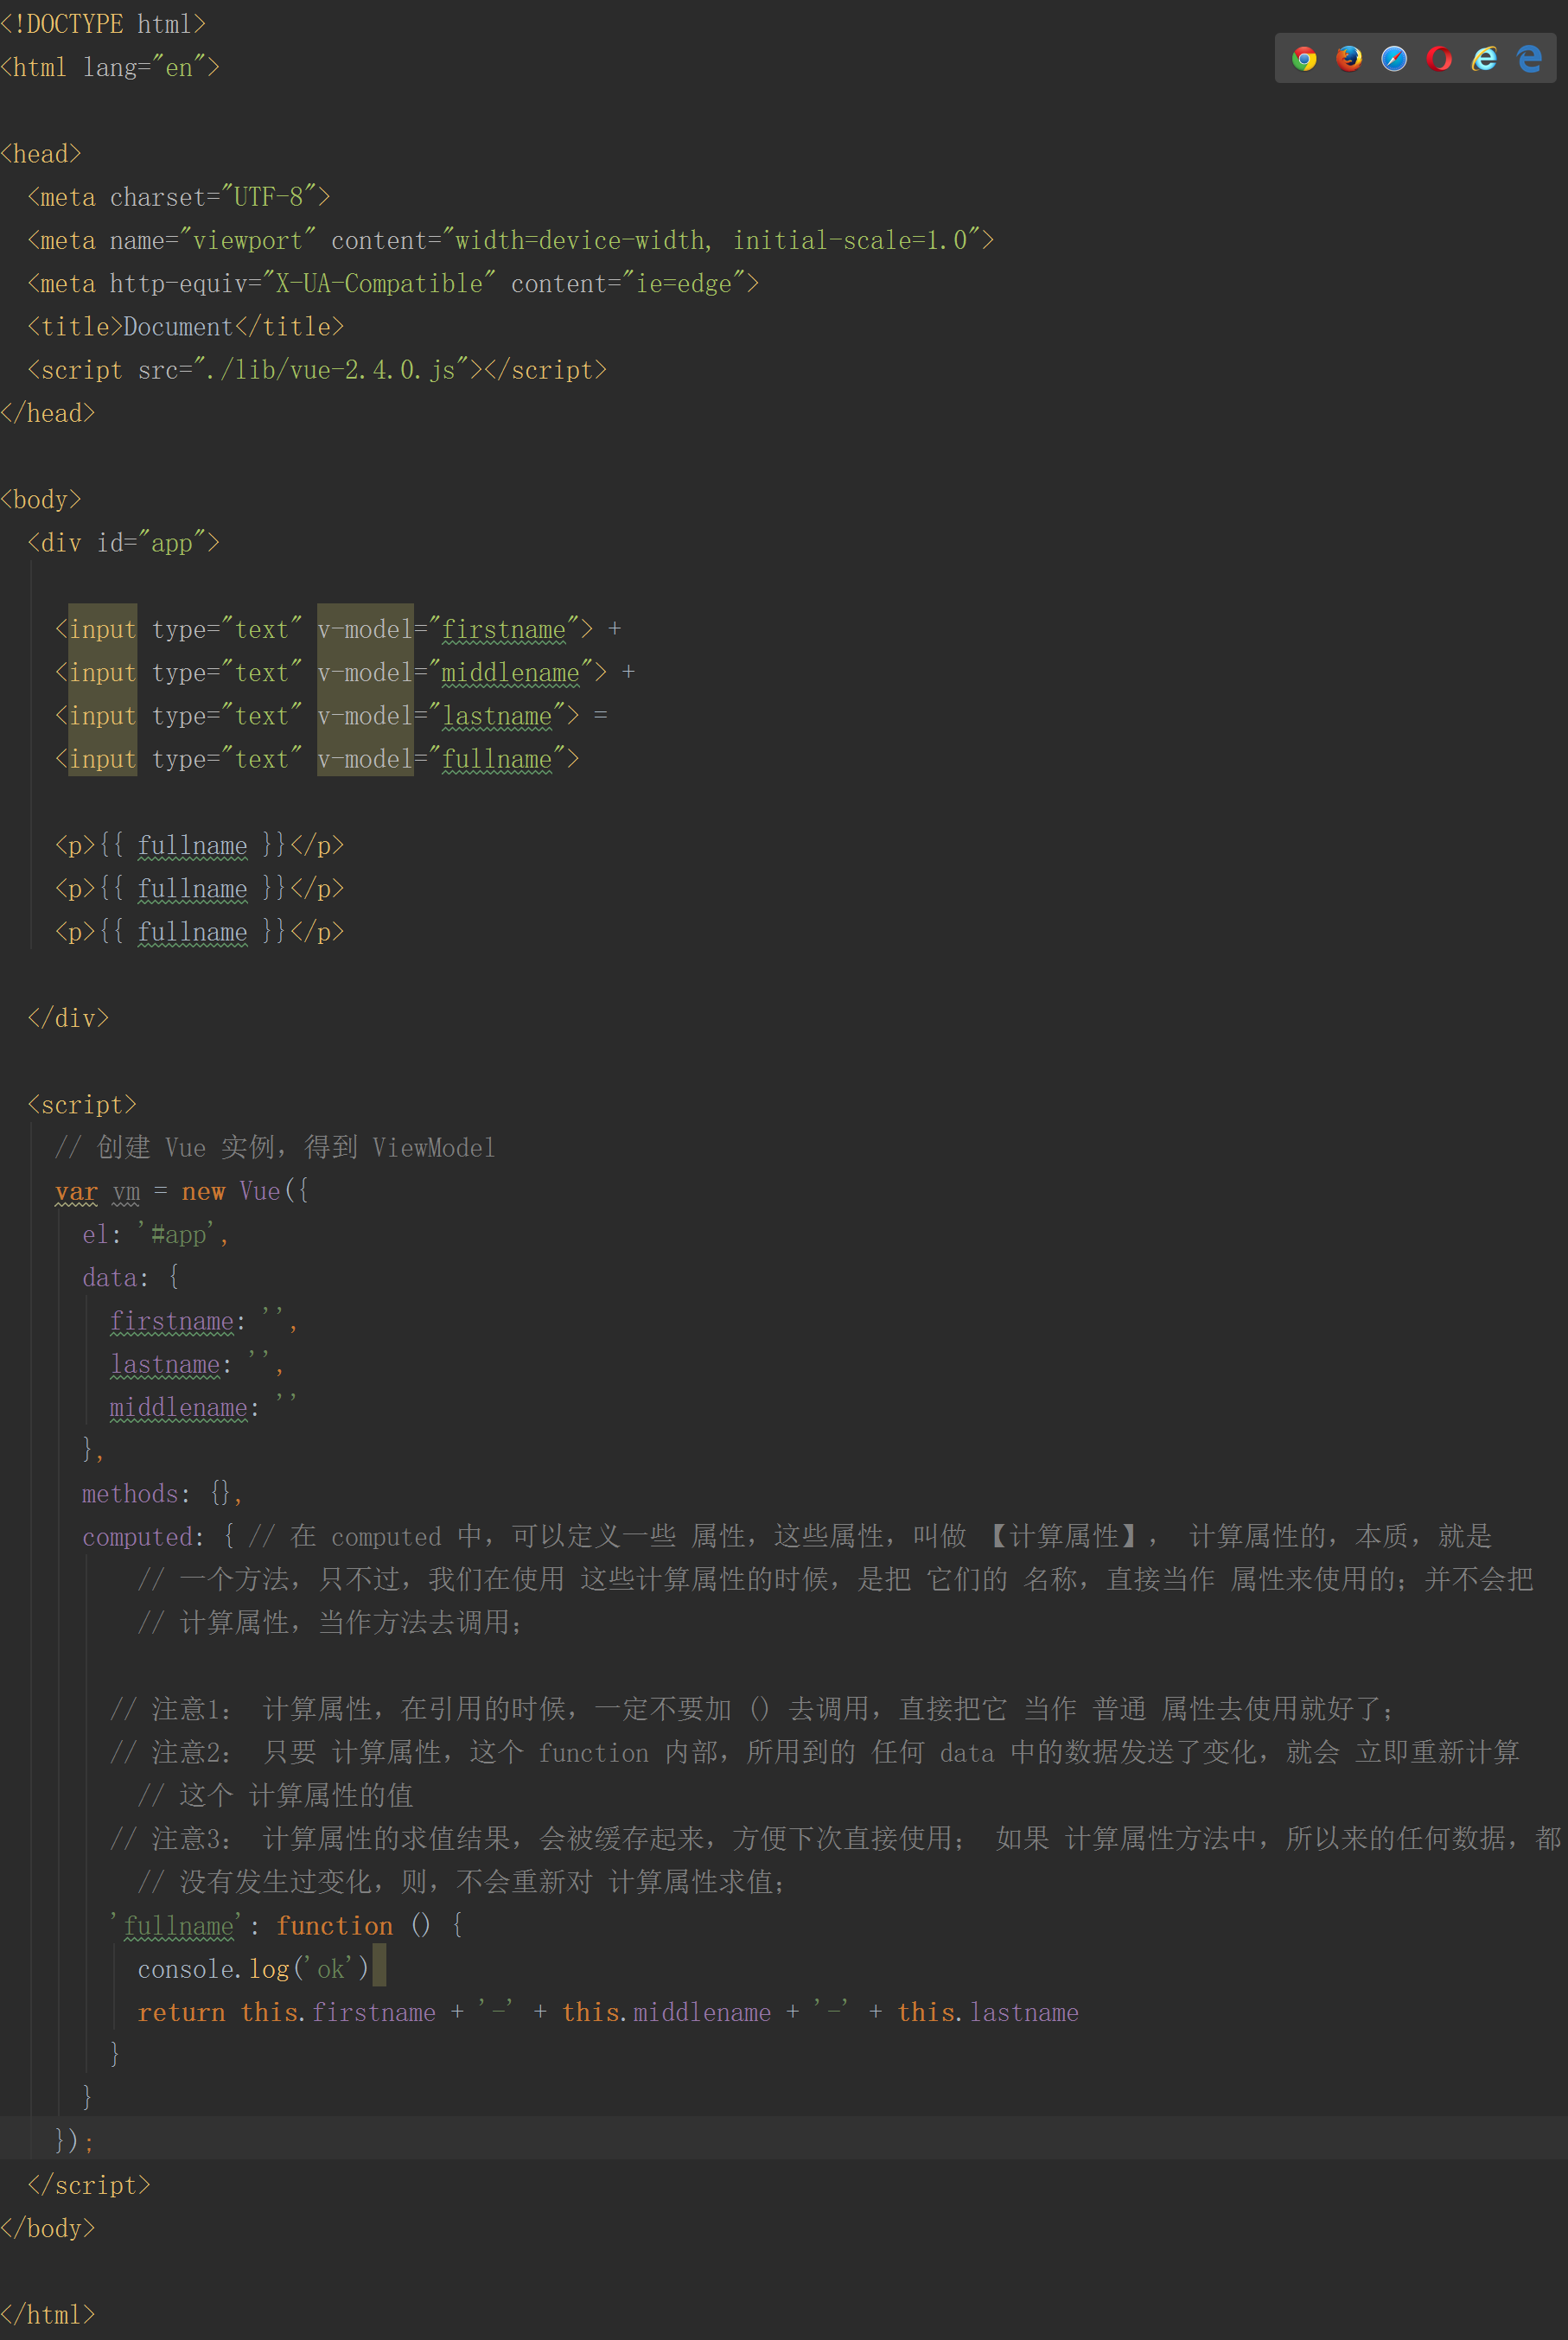 <!DOCTYPE html>
<html lang="en">
<head>
<meta charset="UTF-8">
<meta name="viewport" content="width=device-width, initial-scale=1.0">
<meta http-equiv="X-UA-Compatible" content="ie=edge">
<title>Document</title>
<script src="./lib/vue-2.4.0.js"></script>
</head>
<body>
<div id="app">
<input type="text" v-model="firstname"> +
<input type="text" v-model="middlename"> +
<input type="text" v-model="lastname"> =
<input type="text" v-model="fullname">
<p>{{ fullname }}</p>
<p>{{ fullname }}</p>
<p>{{ fullname }}</p>
</div>
<script>
// 创建 Vue 实例，得到 ViewModel
var vm = new Vue({
el: '#app',
data: {
firstname: '',
lastname: '',
middlename: ''
},
methods: {},
computed: { // 在 computed 中，可以定义一些 属性，这些属性，叫做 【计算属性】， 计算属性的，本质，就是
// 一个方法，只不过，我们在使用 这些计算属性的时候，是把 它们的 名称，直接当作 属性来使用的；并不会把
// 计算属性，当作方法去调用；
// 注意1： 计算属性，在引用的时候，一定不要加 () 去调用，直接把它 当作 普通 属性去使用就好了；
// 注意2： 只要 计算属性，这个 function 内部，所用到的 任何 data 中的数据发送了变化，就会 立即重新计算
// 这个 计算属性的值
// 注意3： 计算属性的求值结果，会被缓存起来，方便下次直接使用； 如果 计算属性方法中，所以来的任何数据，都
// 没有发生过变化，则，不会重新对 计算属性求值；
'fullname': function () {
console.log('ok')
return this.firstname + '-' + this.middlename + '-' + this.lastname
}
}
});
</script>
</body>
</html>